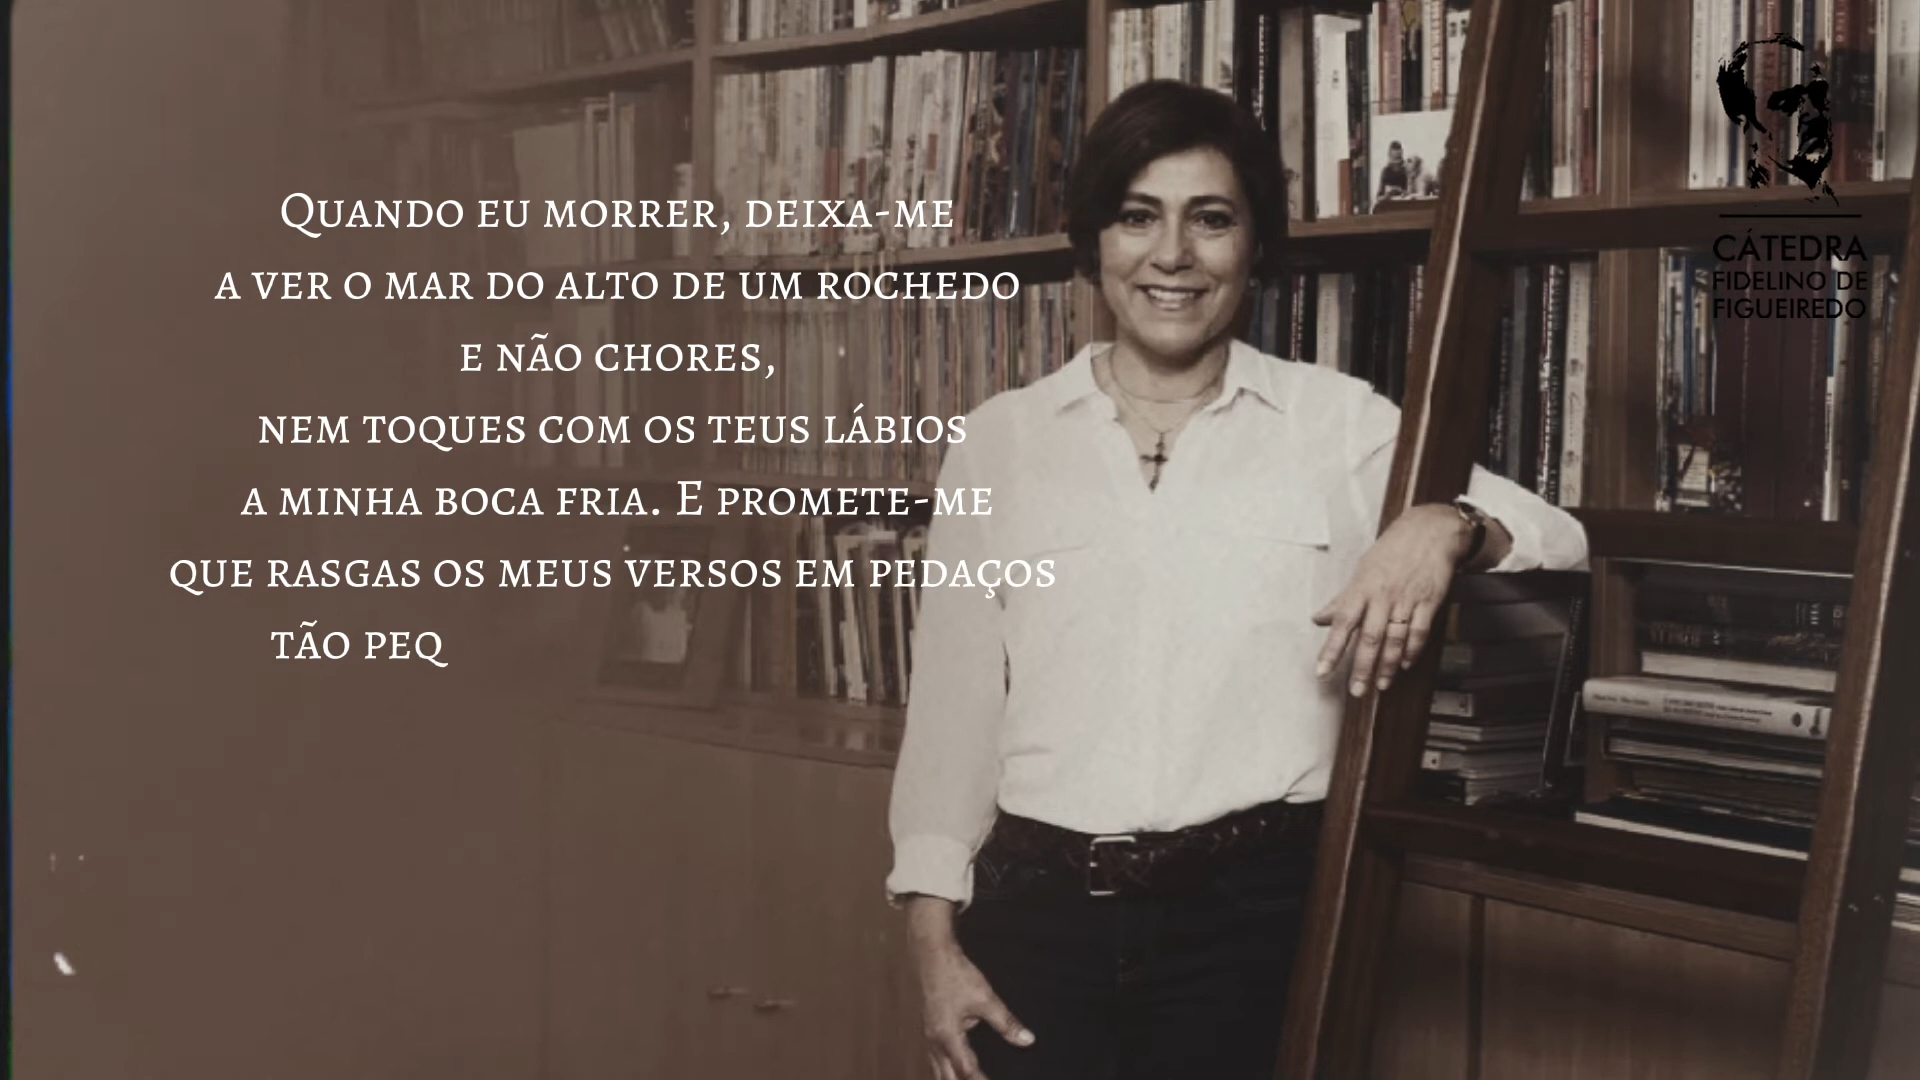 Quando eu morrer, deixa-me
a ver o mar do alto de um rochedo
e não chores,
nem toques com os teus lábios
a minha boca fria. E promete-me
que rasgas os meus versos em pedaços
tão peq
CÁTEDRA
FIDELINO DE
FIGUEIREDO